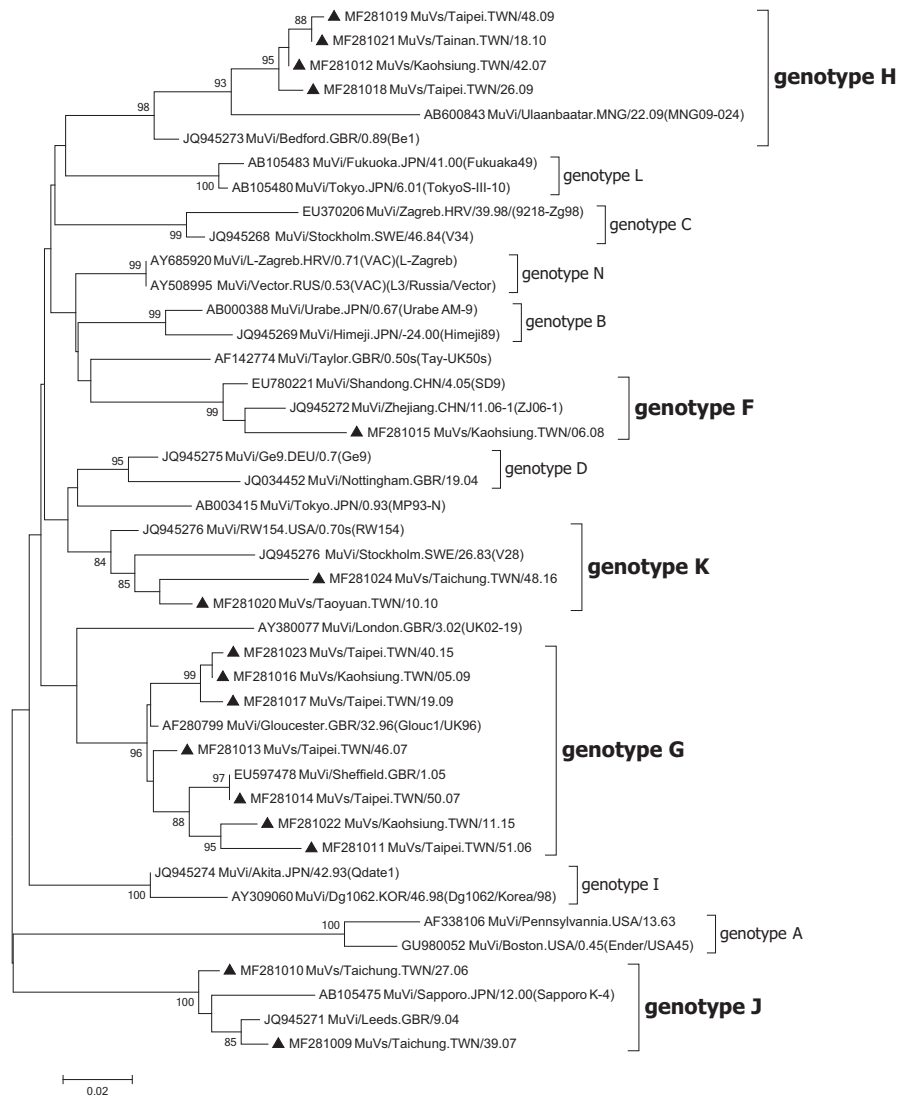 88
MF281019 MuVs/Taipei.TWN/48.09
MF281021 MuVs/Tainan.TWN/18.10
95
MF281012 MuVs/Kaohsiung.TWN/42.07
genotype H
93
MF281018 MuVs/Taipei.TWN/26.09
98
AB600843 MuVi/Ulaanbaatar.MNG/22.09(MNG09-024)
JQ945273 MuVi/Bedford.GBR/0.89(Be1)
AB105483 MuVi/Fukuoka.JPN/41.00(Fukuaka49)
genotype L
100
AB105480 MuVi/Tokyo.JPN/6.01(TokyoS-III-10)
EU370206 MuVi/Zagreb.HRV/39.98/(9218-Zg98)
genotype C
99
JQ945268 MuVi/Stockholm.SWE/46.84(V34)
99
AY685920 MuVi/L-Zagreb.HRV/0.71(VAC)(L-Zagreb)
genotype N
AY508995 MuVi/Vector.RUS/0.53(VAC)(L3/Russia/Vector)
99
AB000388 MuVi/Urabe.JPN/0.67(Urabe AM-9)
genotype B
JQ945269 MuVi/Himeji.JPN/-24.00(Himeji89)
AF142774 MuVi/Taylor.GBR/0.50s(Tay-UK50s)
EU780221 MuVi/Shandong.CHN/4.05(SD9)
99
JQ945272 MuVi/Zhejiang.CHN/11.06-1(ZJ06-1)
genotype F
MF281015 MuVs/Kaohsiung.TWN/06.08
95
JQ945275 MuVi/Ge9.DEU/0.7(Ge9)
genotype D
JQ034452 MuVi/Nottingham.GBR/19.04
AB003415 MuVi/Tokyo.JPN/0.93(MP93-N)
JQ945276 MuVi/RW154.USA/0.70s(RW154)
84
JQ945276 MuVi/Stockholm.SWE/26.83(V28)
genotype K
85
MF281024 MuVs/Taichung.TWN/48.16
MF281020 MuVs/Taoyuan.TWN/10.10
AY380077 MuVi/London.GBR/3.02(UK02-19)
MF281023 MuVs/Taipei.TWN/40.15
99
MF281016 MuVs/Kaohsiung.TWN/05.09
MF281017 MuVs/Taipei.TWN/19.09
AF280799 MuVi/Gloucester.GBR/32.96(Glouc1/UK96)
96
MF281013 MuVs/Taipei.TWN/46.07
genotype G
97
EU597478 MuVi/Sheffield.GBR/1.05
MF281014 MuVs/Taipei.TWN/50.07
88
MF281022 MuVs/Kaohsiung.TWN/11.15
95
MF281011 MuVs/Taipei.TWN/51.06
JQ945274 MuVi/Akita.JPN/42.93(Qdate1)
genotype I
100
AY309060 MuVi/Dg1062.KOR/46.98(Dg1062/Korea/98)
100
AF338106 MuVi/Pennsylvannia.USA/13.63
genotype A
GU980052 MuVi/Boston.USA/0.45(Ender/USA45)
MF281010 MuVs/Taichung.TWN/27.06
100
AB105475 MuVi/Sapporo.JPN/12.00(Sapporo K-4)
genotype J
JQ945271 MuVi/Leeds.GBR/9.04
85
MF281009 MuVs/Taichung.TWN/39.07
0.02